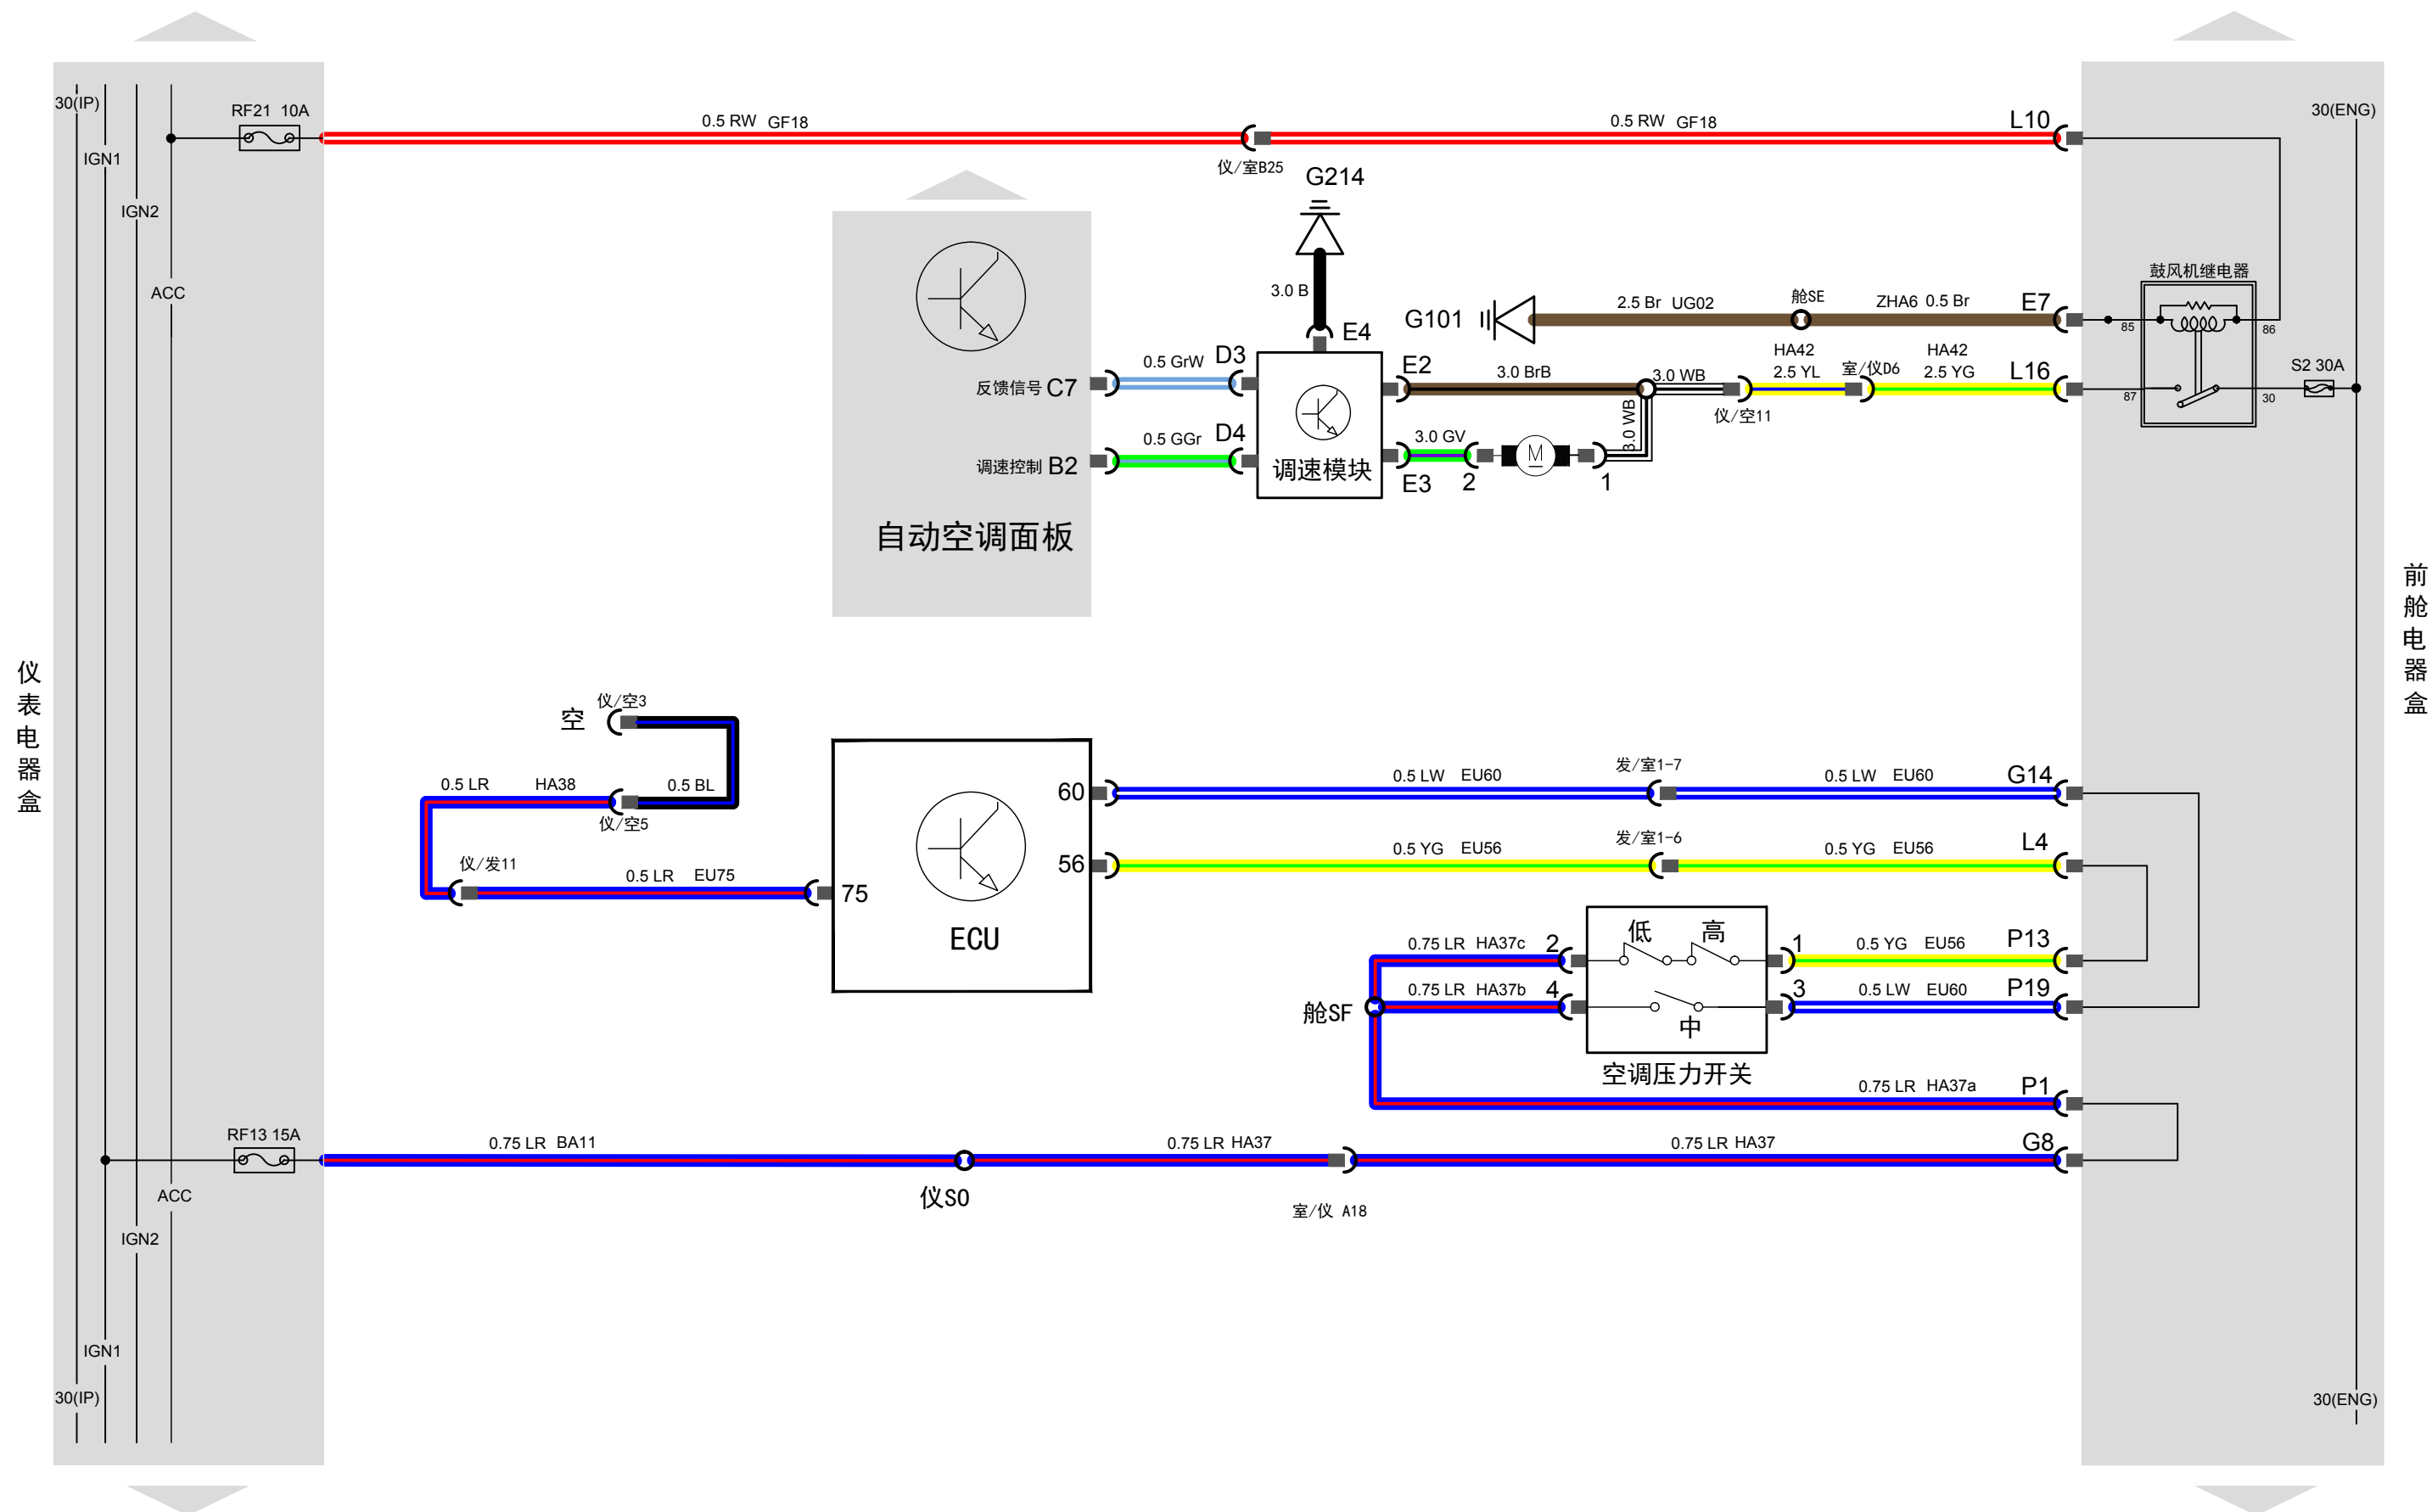 30(IP)
RF21 10A
0.5 RW GF18
0.5 RW GF18
L10
30(ENG)
IGN1
仪/室B25
G214
IGN2
鼓风机继电器
ACC
3.0 B
2.5 Br UG02
舱SE
ZHA6 0.5 Br
E7
G101
E4
85
86
0.5 GrW
D3
E2
3.0 BrB
3.0 WB
HA42
2.5 YL
室/仪D6
HA42
2.5 YG
L16
S2 30A
反馈信号 C7
87
30
3.0 WB
仪/空11
0.5 GGr
D4
3.0 GV
M
调速控制 B2
调速模块
E3
2
1
自动空调面板
前舱电器盒
仪表电器盒
仪/空3
空
0.5 LR HA38
0.5 BL
仪/空5
60
0.5 LW EU60
发/室1-7
0.5 LW EU60
G14
仪/发11
56
0.5 YG EU56
发/室1-6
0.5 YG EU56
L4
0.5 LR EU75
75
ECU
0.75 LR HA37c
2
低
高
1
0.5 YG EU56
P13
0.75 LR HA37b
4
3
0.5 LW EU60
P19
舱SF
中
空调压力开关
0.75 LR HA37a
P1
RF13 15A
0.75 LR BA11
0.75 LR HA37
0.75 LR HA37
G8
ACC
仪SO
室/仪 A18
IGN2
IGN1
30(IP)
30(ENG)